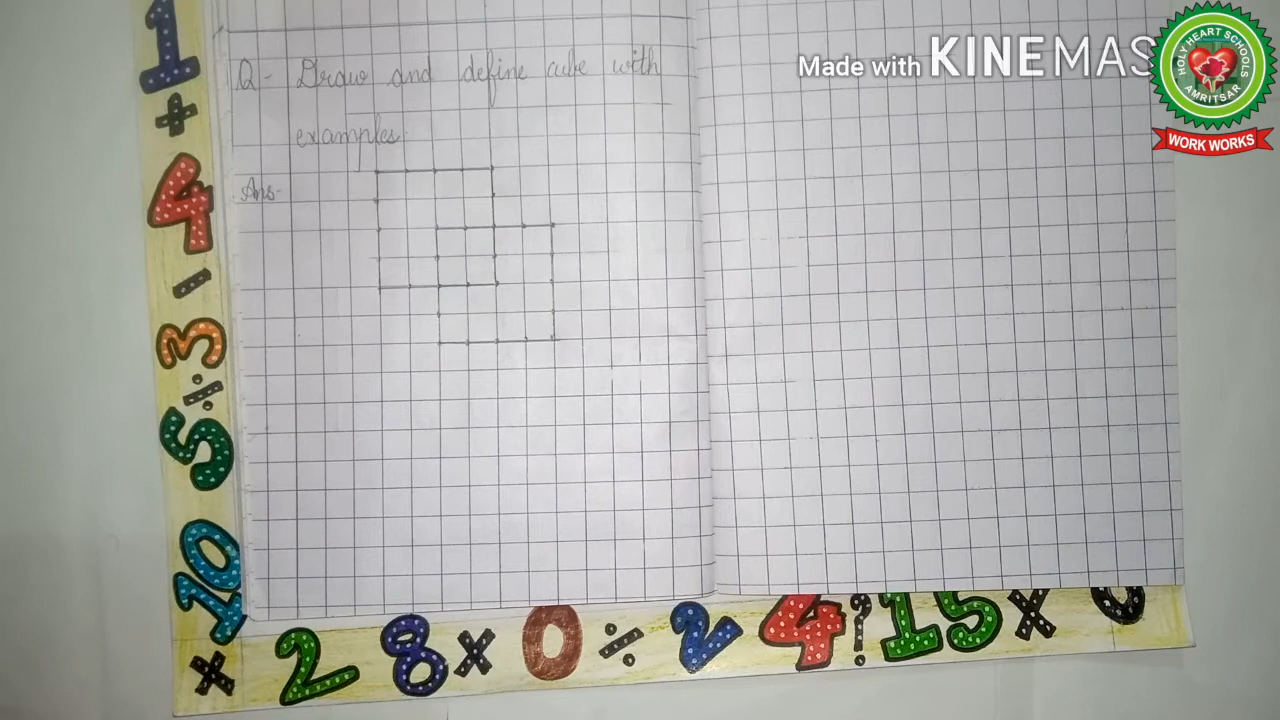 Q- Draw and define cube with
examples.
Ans-
Made with KINEMAS
HOLY HEART SCHOOLS
AMRITSAR
WORK WORKS
1 + 4 - 3 ÷ 5 10 ×
2 8 × 0 ÷ 2 4 ? 15 × 0